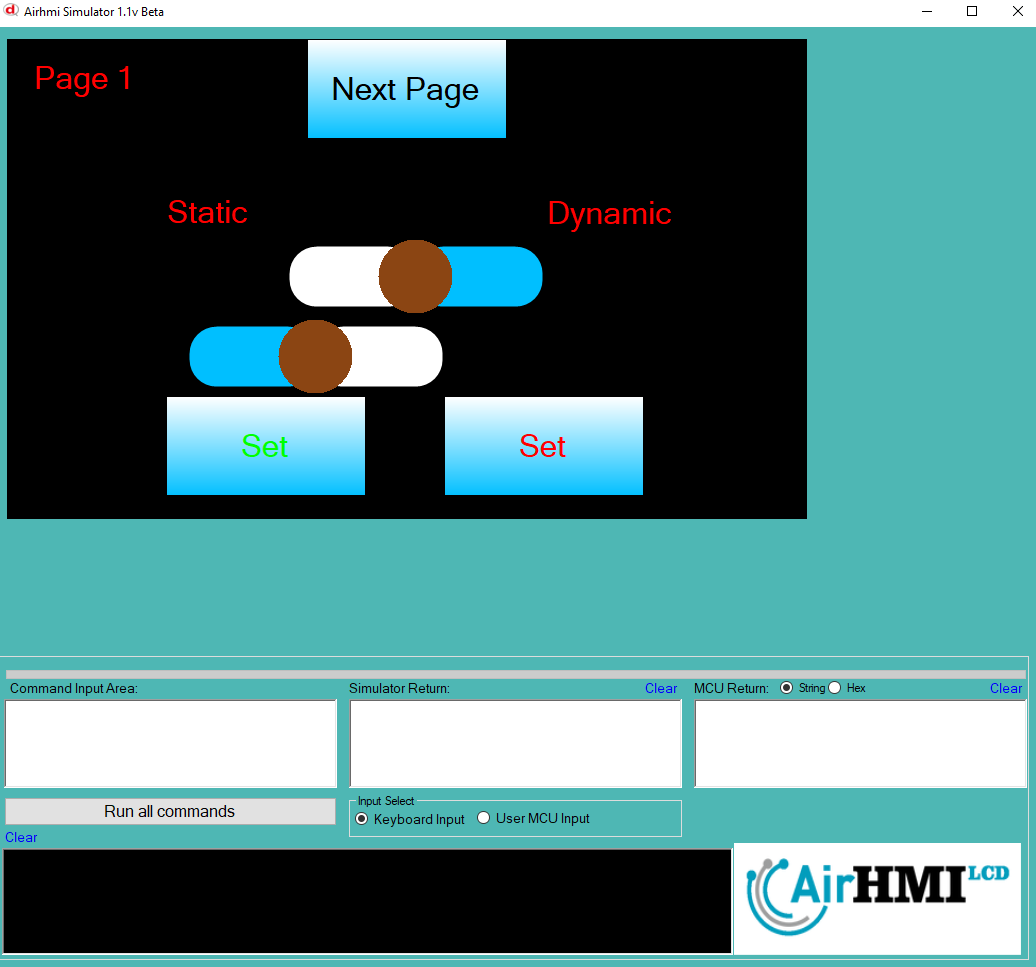 Airhmi Simulator 1.1v Beta
Page 1
Next Page
Static
Dynamic
Set
Set
Command Input Area:
Simulator Return:
Clear
MCU Return:
String
Hex
Clear
Run all commands
Input Select
Keyboard Input
User MCU Input
Clear
AirHMI LCD